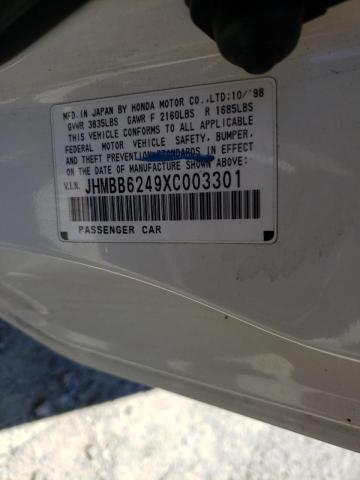 MFD.IN JAPAN BY HONDA MOTOR CO.,LTD:10/'98
GVWR 3635LBS GAWR F 2160LBS R 1685LBS
THIS VEHICLE CONFORMS TO ALL APPLICABLE
FEDERAL MOTOR VEHICLE SAFETY, BUMPER,
AND THEFT PREVENTION STANDARDS IN EFFECT
ON THE DATE OF MANUFACTURE SHOWN ABOVE:
V.I.N. JHMBB6249XC003301
PASSENGER CAR